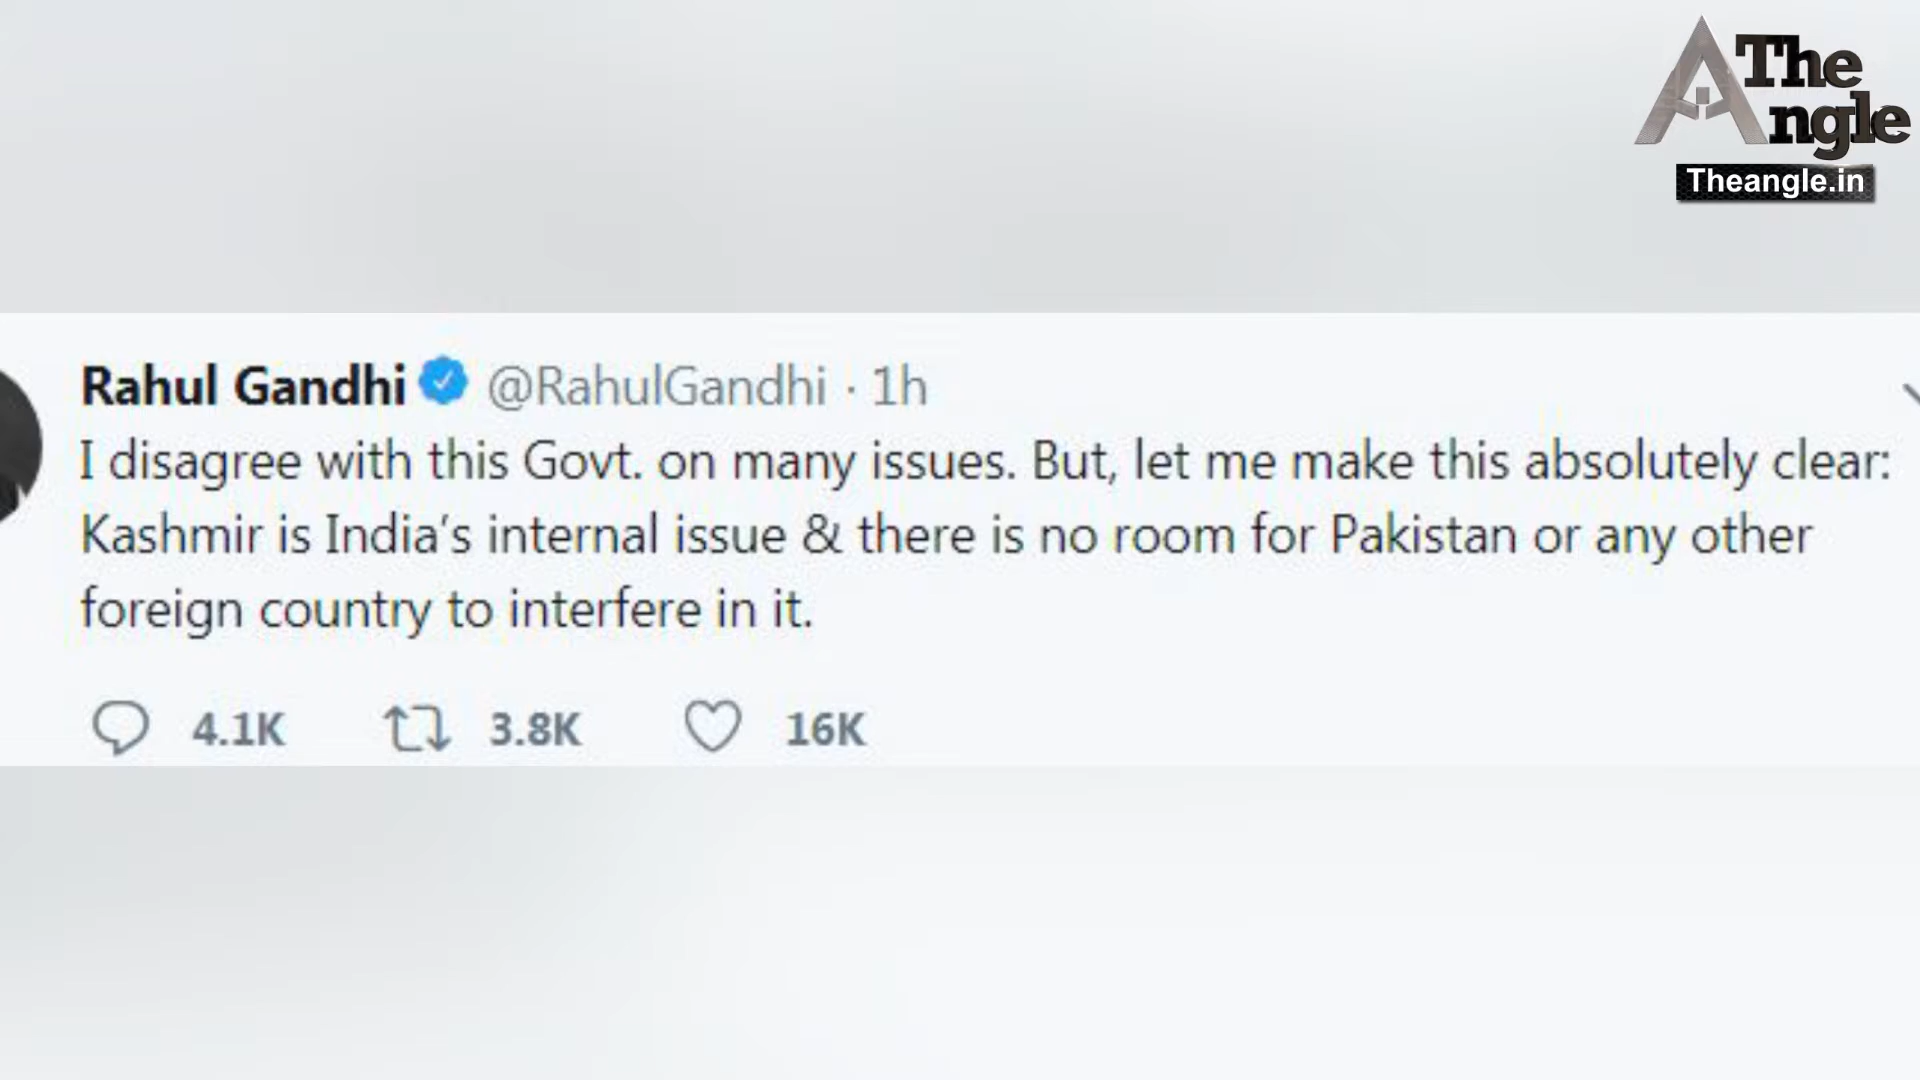 The
Angle
Theangle.in
Rahul Gandhi @RahulGandhi · 1h
I disagree with this Govt. on many issues. But, let me make this absolutely clear:
Kashmir is India’s internal issue & there is no room for Pakistan or any other
foreign country to interfere in it.
4.1K 3.8K 16K